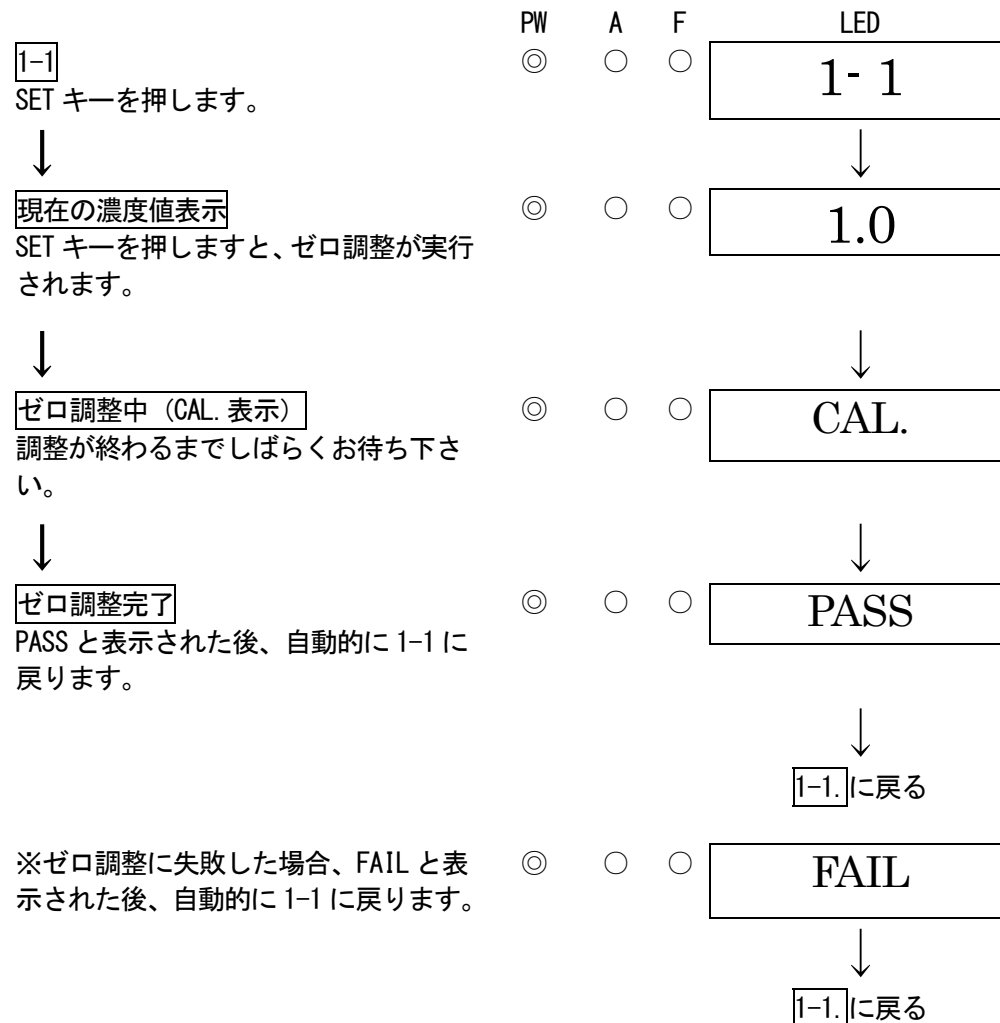 PW A F LED
1-1 ◎ ○ ○ 1- 1
SET キーを押します。
↓ ↓
現在の濃度値表示 ◎ ○ ○ 1.0
SET キーを押しますと、ゼロ調整が実行
されます。
↓ ↓
ゼロ調整中（CAL.表示） ◎ ○ ○ CAL.
調整が終わるまでしばらくお待ち下さ
い。
↓ ↓
ゼロ調整完了 ◎ ○ ○ PASS
PASS と表示された後、自動的に 1-1 に
戻ります。
↓
1-1.に戻る
※ゼロ調整に失敗した場合、FAIL と表 ◎ ○ ○ FAIL
示された後、自動的に 1-1 に戻ります。
↓
1-1.に戻る